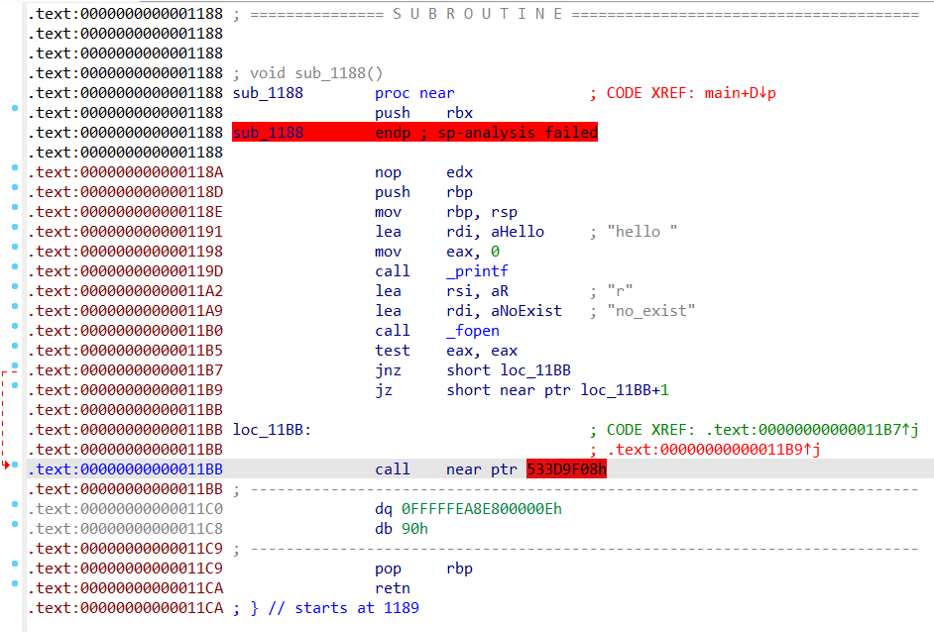 .text:0000000000001188 ; =============== S U B R O U T I N E =======================================
.text:0000000000001188
.text:0000000000001188
.text:0000000000001188 ; void sub_1188()
.text:0000000000001188 sub_1188 proc near ; CODE XREF: main+D↓p
.text:0000000000001188 push rbx
.text:0000000000001188 sub_1188 endp ; sp-analysis failed
.text:0000000000001188
.text:000000000000118A nop edx
.text:000000000000118D push rbp
.text:000000000000118E mov rbp, rsp
.text:0000000000001191 lea rdi, aHello ; "hello "
.text:0000000000001198 mov eax, 0
.text:000000000000119D call _printf
.text:00000000000011A2 lea rsi, aR ; "r"
.text:00000000000011A9 lea rdi, aNoExist ; "no_exist"
.text:00000000000011B0 call _fopen
.text:00000000000011B5 test eax, eax
.text:00000000000011B7 jnz short loc_11BB
.text:00000000000011B9 jz short near ptr loc_11BB+1
.text:00000000000011BB
.text:00000000000011BB loc_11BB: ; CODE XREF: .text:00000000000011B7↑j
.text:00000000000011BB ; .text:00000000000011B9↑j
.text:00000000000011BB call near ptr 533D9F08h
.text:00000000000011BB ; ---------------------------------------------------------------------------
.text:00000000000011C0 dq 0FFFFFEA8E800000Eh
.text:00000000000011C8 db 90h
.text:00000000000011C9 ; ---------------------------------------------------------------------------
.text:00000000000011C9 pop rbp
.text:00000000000011CA retn
.text:00000000000011CA ; } // starts at 1189